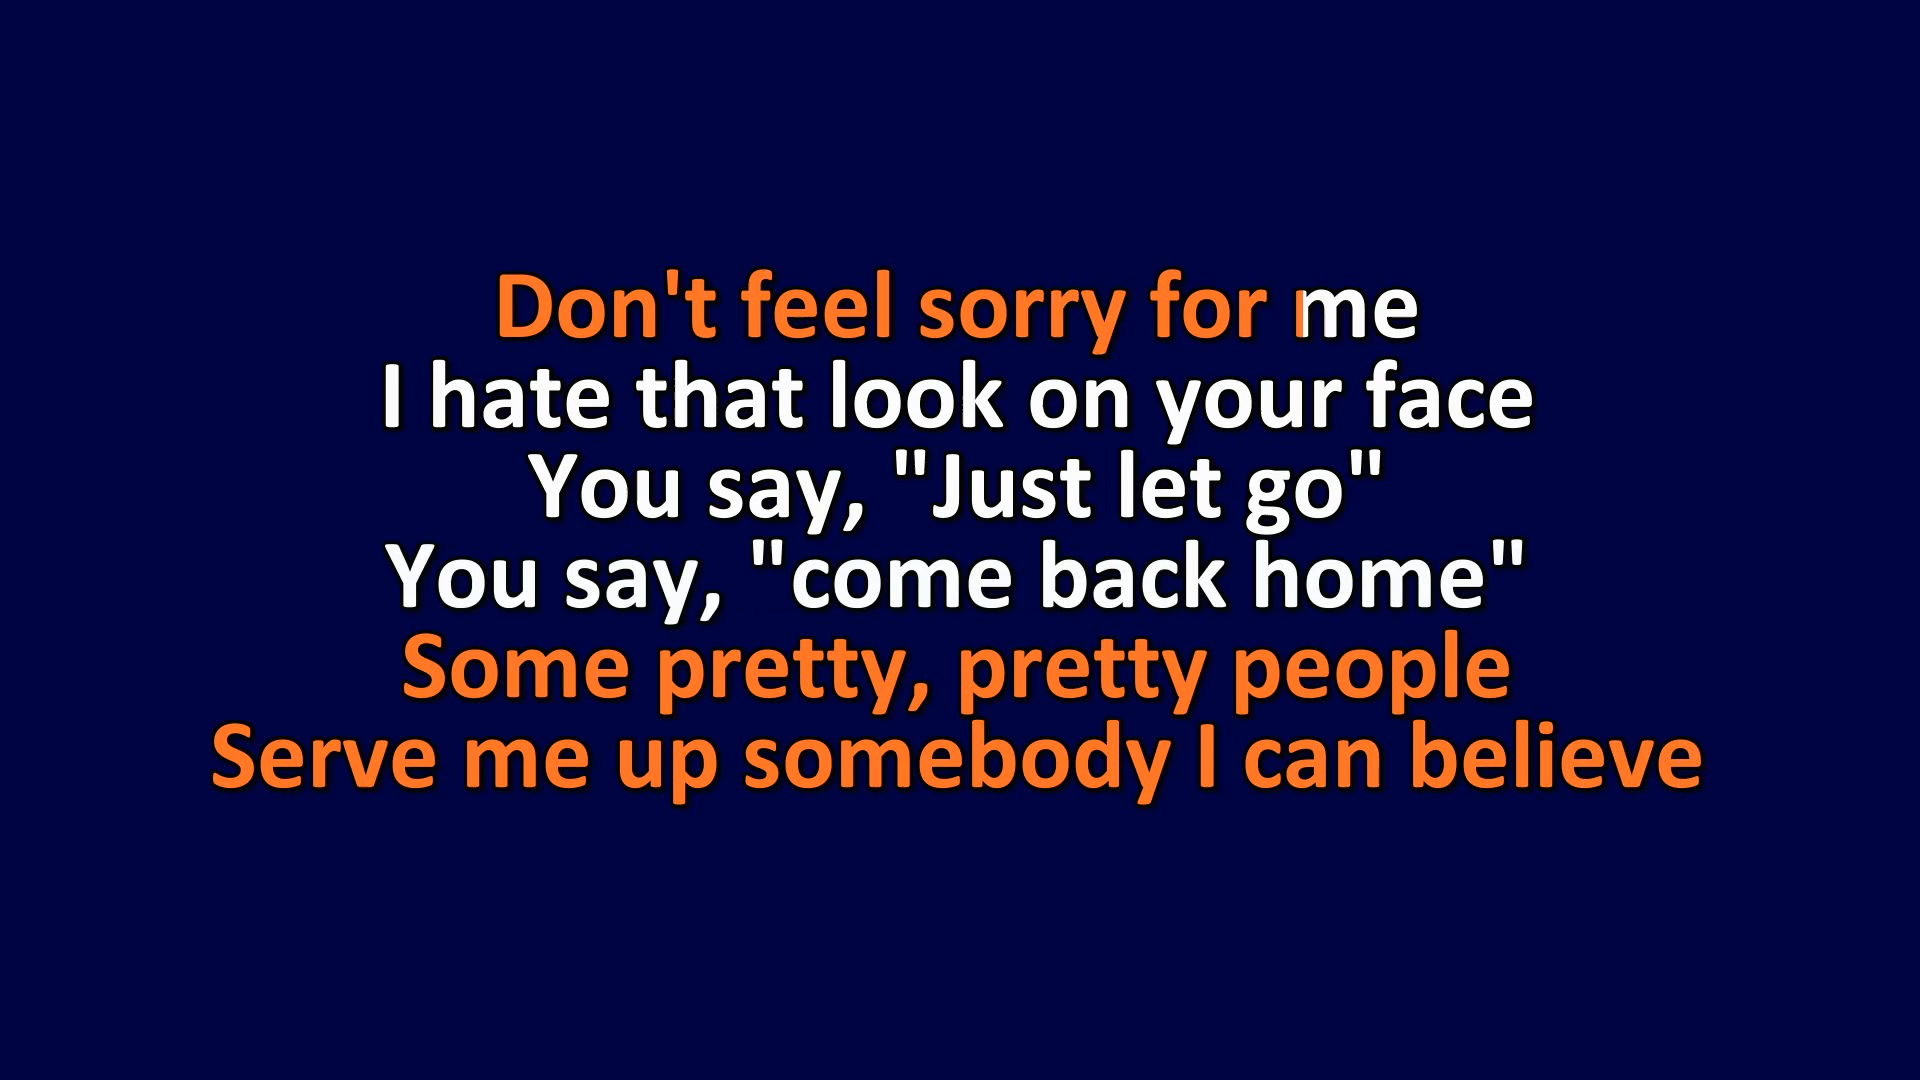 Don't feel sorry for me
I hate that look on your face
You say, "Just let go"
You say, "come back home"
Some pretty, pretty people
Serve me up somebody I can believe